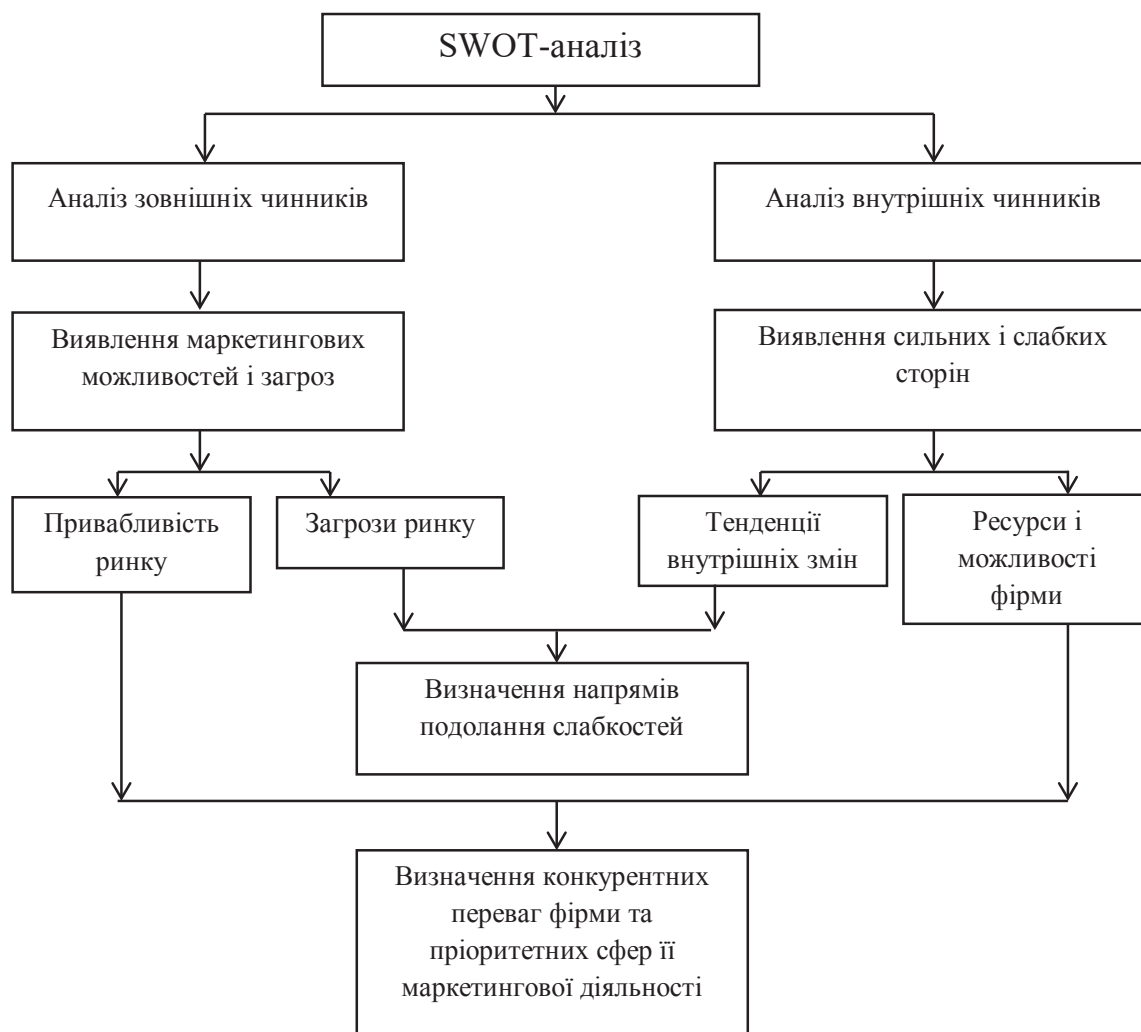 SWOT-аналіз
Аналіз зовнішніх чинників
Аналіз внутрішніх чинників
Виявлення маркетингових
можливостей і загроз
Виявлення сильних і слабких
сторін
Привабливість
ринку
Загрози ринку
Тенденції
внутрішніх змін
Ресурси і
можливості
фірми
Визначення напрямів
подолання слабкостей
Визначення конкурентних
переваг фірми та
пріоритетних сфер її
маркетингової діяльності